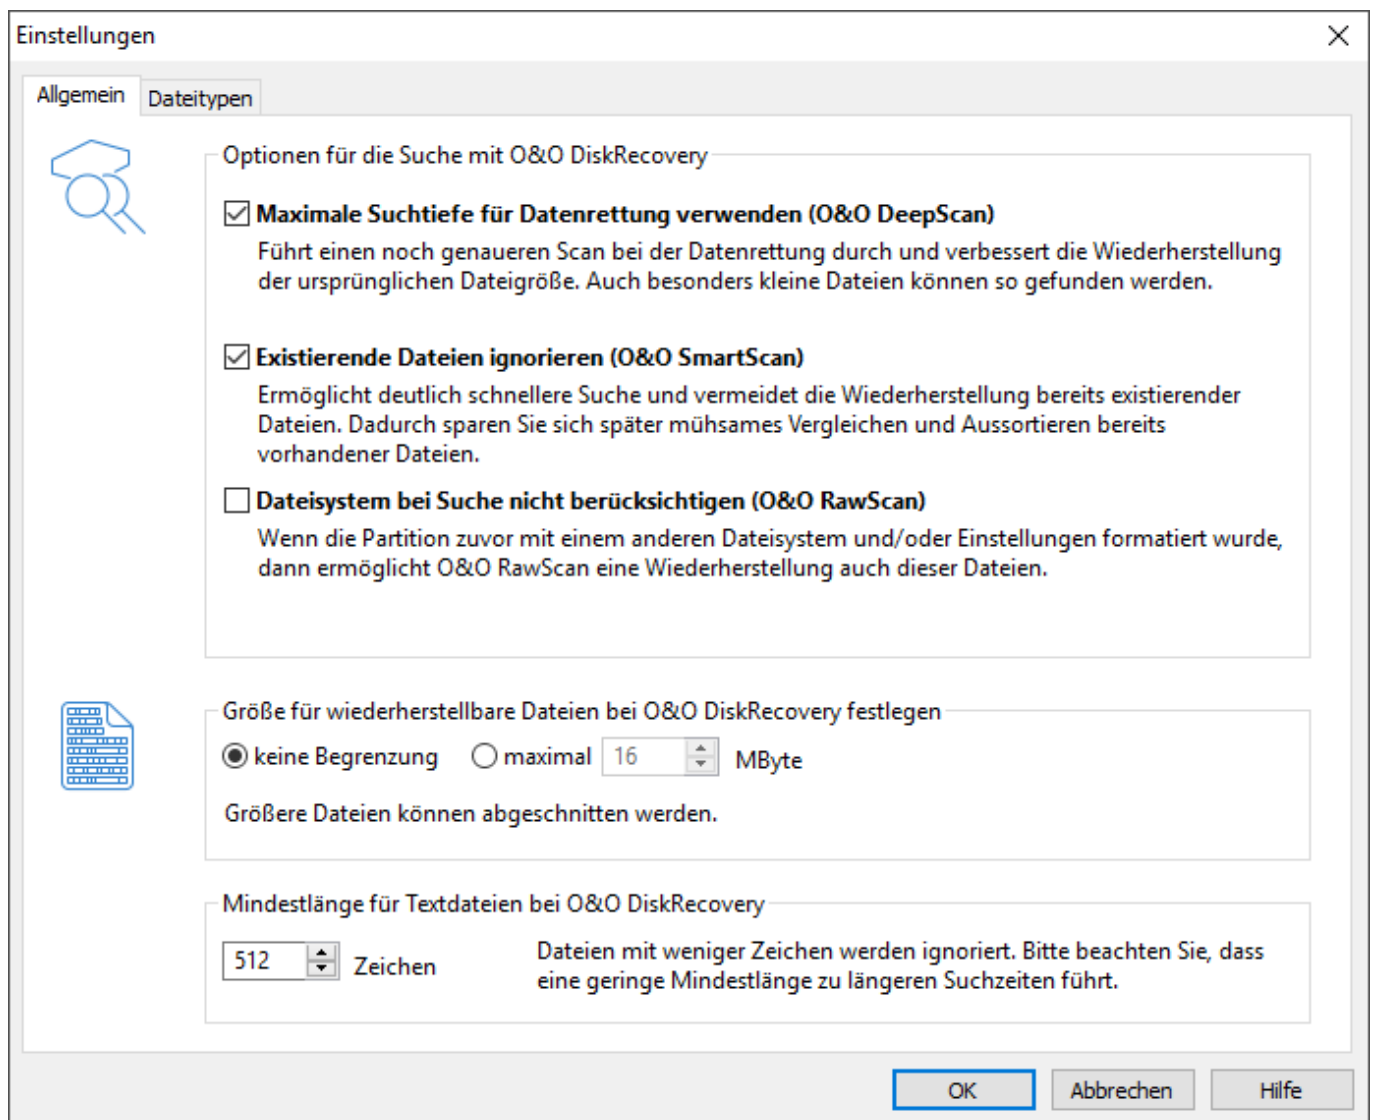 Einstellungen
Allgemein
Dateitypen
Optionen für die Suche mit O&O DiskRecovery
Maximale Suchtiefe für Datenrettung verwenden (O&O DeepScan)
Führt einen noch genaueren Scan bei der Datenrettung durch und verbessert die Wiederherstellung
der ursprünglichen Dateigröße. Auch besonders kleine Dateien können so gefunden werden.
Existierende Dateien ignorieren (O&O SmartScan)
Ermöglicht deutlich schnellere Suche und vermeidet die Wiederherstellung bereits existierender
Dateien. Dadurch sparen Sie sich später mühsames Vergleichen und Aussortieren bereits
vorhandener Dateien.
Dateisystem bei Suche nicht berücksichtigen (O&O RawScan)
Wenn die Partition zuvor mit einem anderen Dateisystem und/oder Einstellungen formatiert wurde,
dann ermöglicht O&O RawScan eine Wiederherstellung auch dieser Dateien.
Größe für wiederherstellbare Dateien bei O&O DiskRecovery festlegen
keine Begrenzung maximal 16 MByte
Größere Dateien können abgeschnitten werden.
Mindestlänge für Textdateien bei O&O DiskRecovery
512 Zeichen
Dateien mit weniger Zeichen werden ignoriert. Bitte beachten Sie, dass
eine geringe Mindestlänge zu längeren Suchzeiten führt.
OK Abbrechen Hilfe